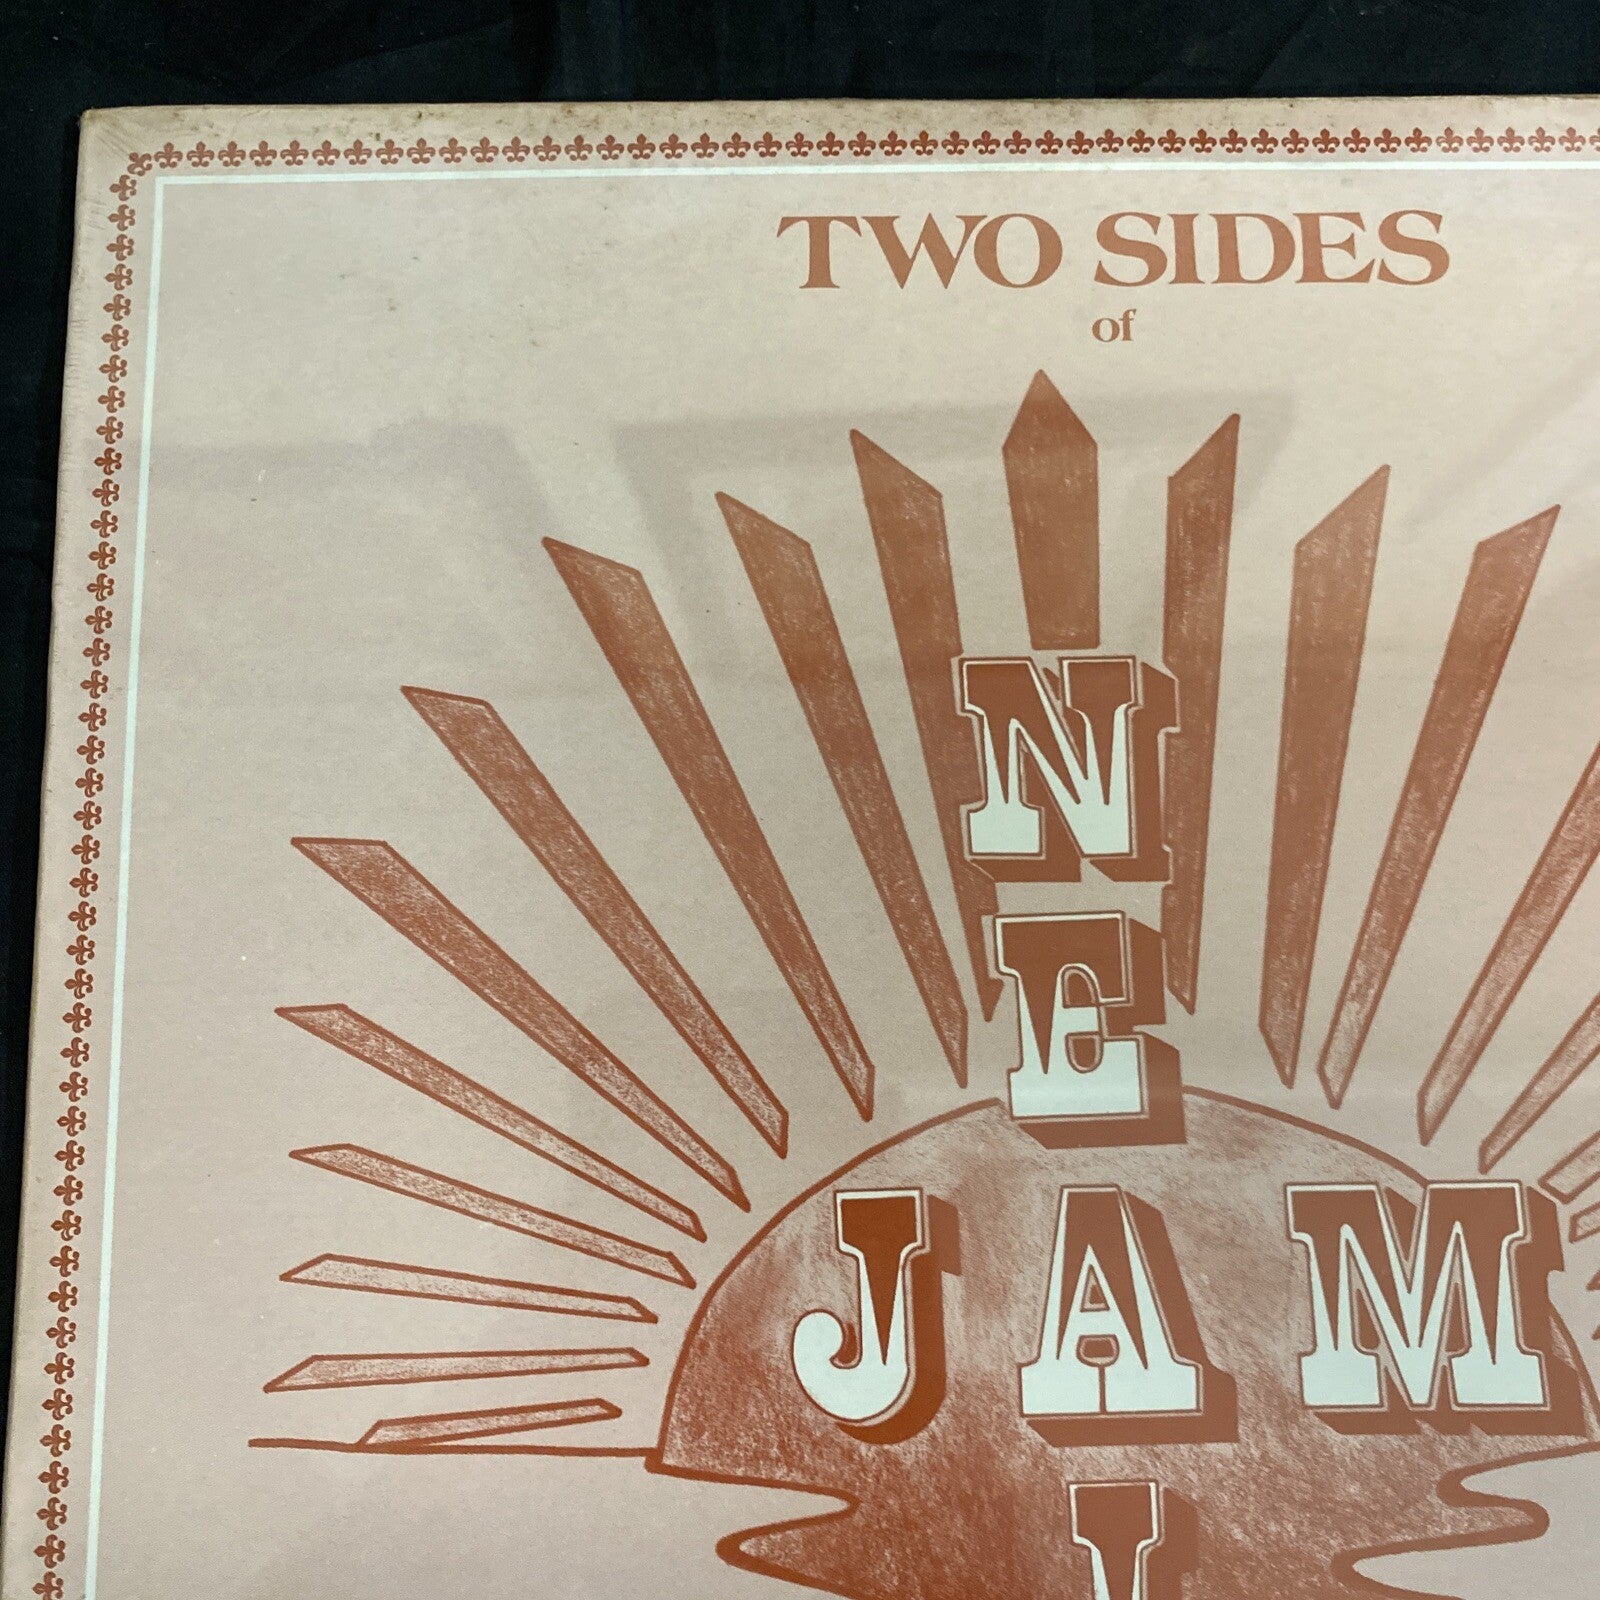 TWO SIDES
of
N
E
JAM